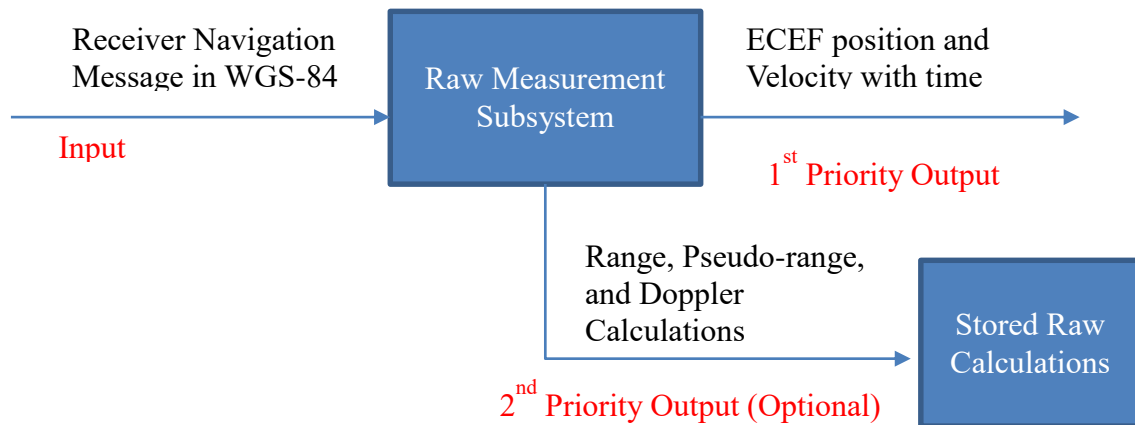 Receiver Navigation
Message in WGS-84
Input
Raw Measurement
Subsystem
ECEF position and
Velocity with time
1st Priority Output
Range, Pseudo-range,
and Doppler
Calculations
2nd Priority Output (Optional)
Stored Raw
Calculations